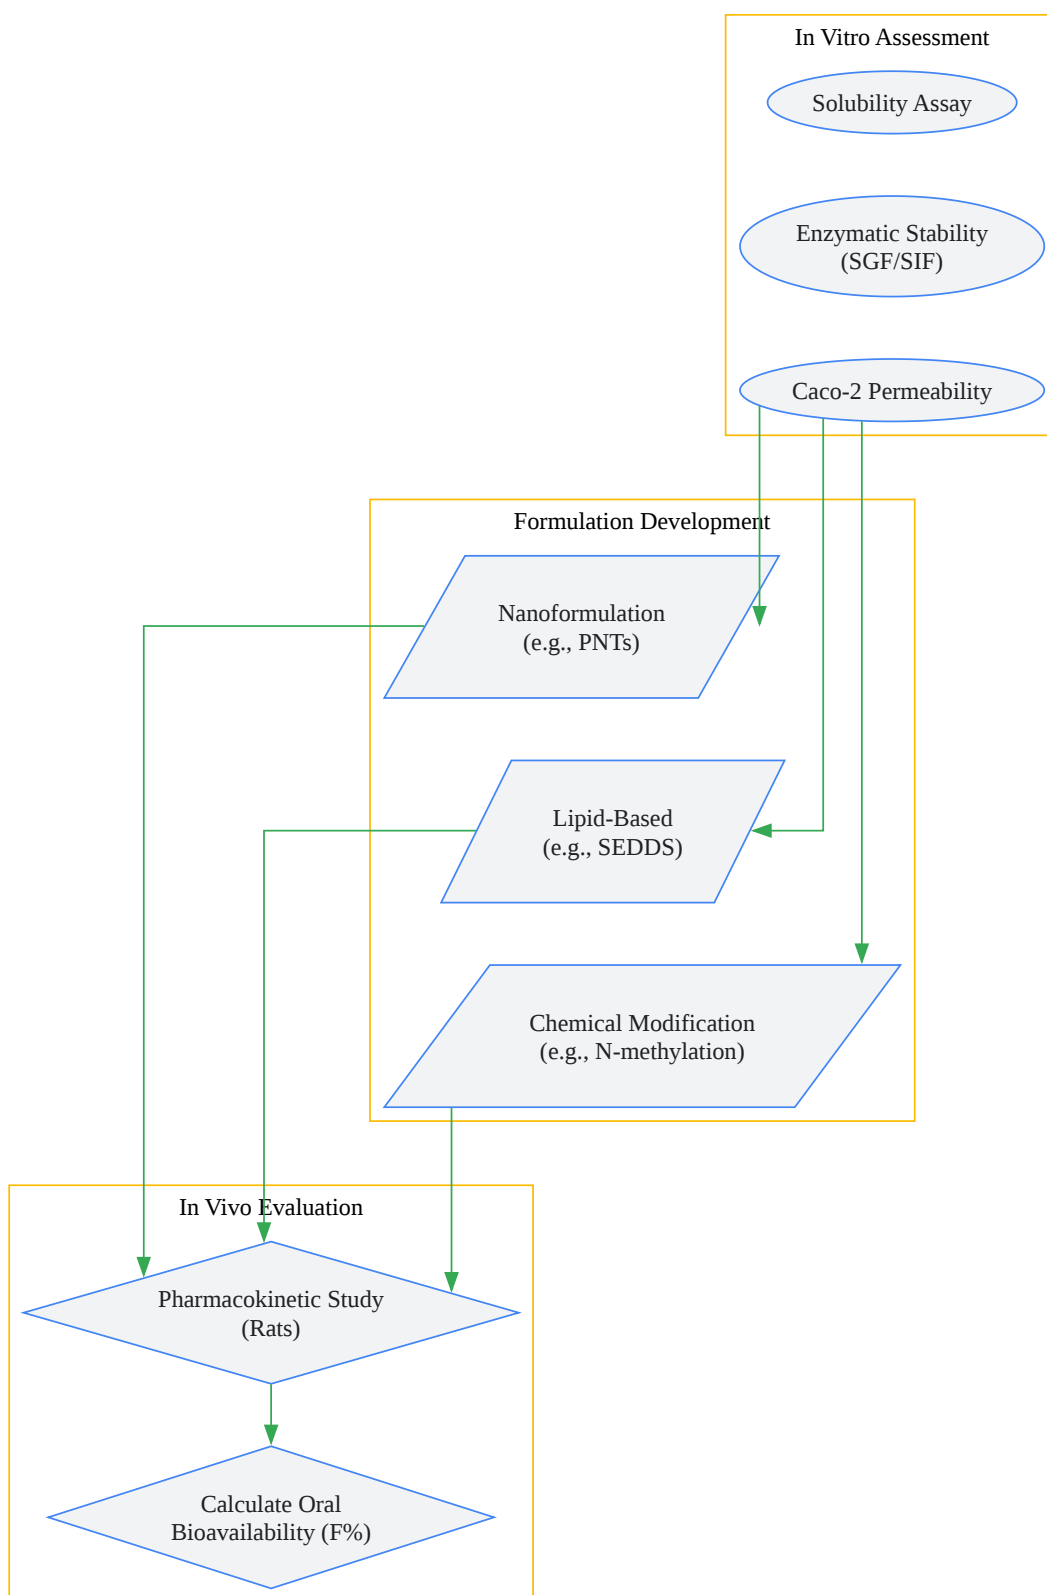 In Vitro Assessment
Solubility Assay
Enzymatic Stability
(SGF/SIF)
Caco-2 Permeability
Formulation Development
Nanoformulation
(e.g., PNTs)
Lipid-Based
(e.g., SEDDS)
Chemical Modification
(e.g., N-methylation)
In Vivo Evaluation
Pharmacokinetic Study
(Rats)
Calculate Oral
Bioavailability (F%)